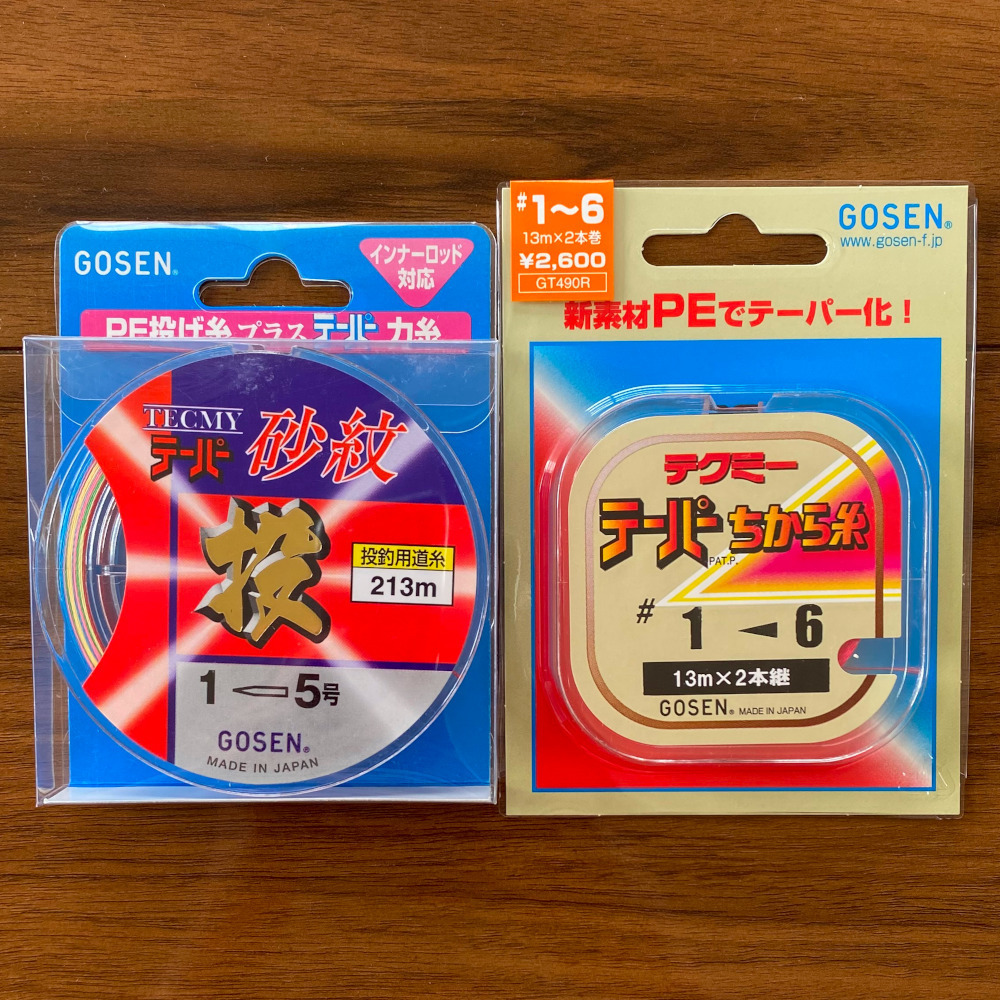 GOSEN®
インナーロッド
対応
PE投げ糸プラステーパー力糸
TECMY
テーパー
砂紋
投
投釣用道糸
213m
1 5号
GOSEN®
MADE IN JAPAN
#1〜6
13m×2本巻
¥2,600
GT490R
GOSEN®
www.gosen-f.jp
新素材PEでテーパー化!
テクミー
テーパーちから糸
PAT.P.
# 1 6
13m×2本継
GOSEN® MADE IN JAPAN